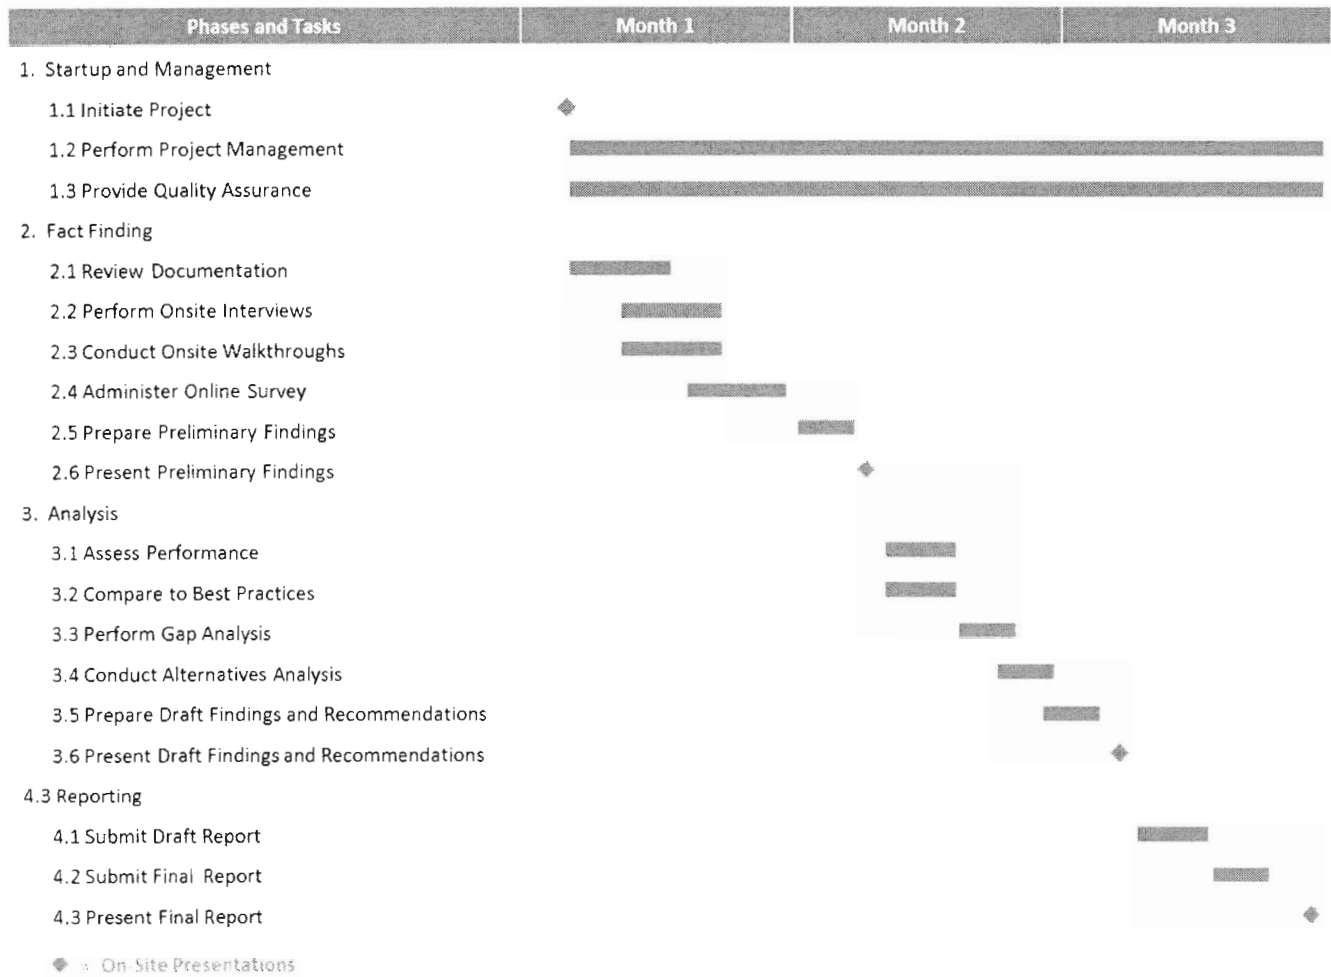 Phases and Tasks Month 1 Month 2 Month 3
1. Startup and Management
1.1 Initiate Project
1.2 Perform Project Management
1.3 Provide Quality Assurance
2. Fact Finding
2.1 Review Documentation
2.2 Perform Onsite Interviews
2.3 Conduct Onsite Walkthroughs
2.4 Administer Online Survey
2.5 Prepare Preliminary Findings
2.6 Present Preliminary Findings
3. Analysis
3.1 Assess Performance
3.2 Compare to Best Practices
3.3 Perform Gap Analysis
3.4 Conduct Alternatives Analysis
3.5 Prepare Draft Findings and Recommendations
3.6 Present Draft Findings and Recommendations
4.3 Reporting
4.1 Submit Draft Report
4.2 Submit Final Report
4.3 Present Final Report
◆ = On-Site Presentations